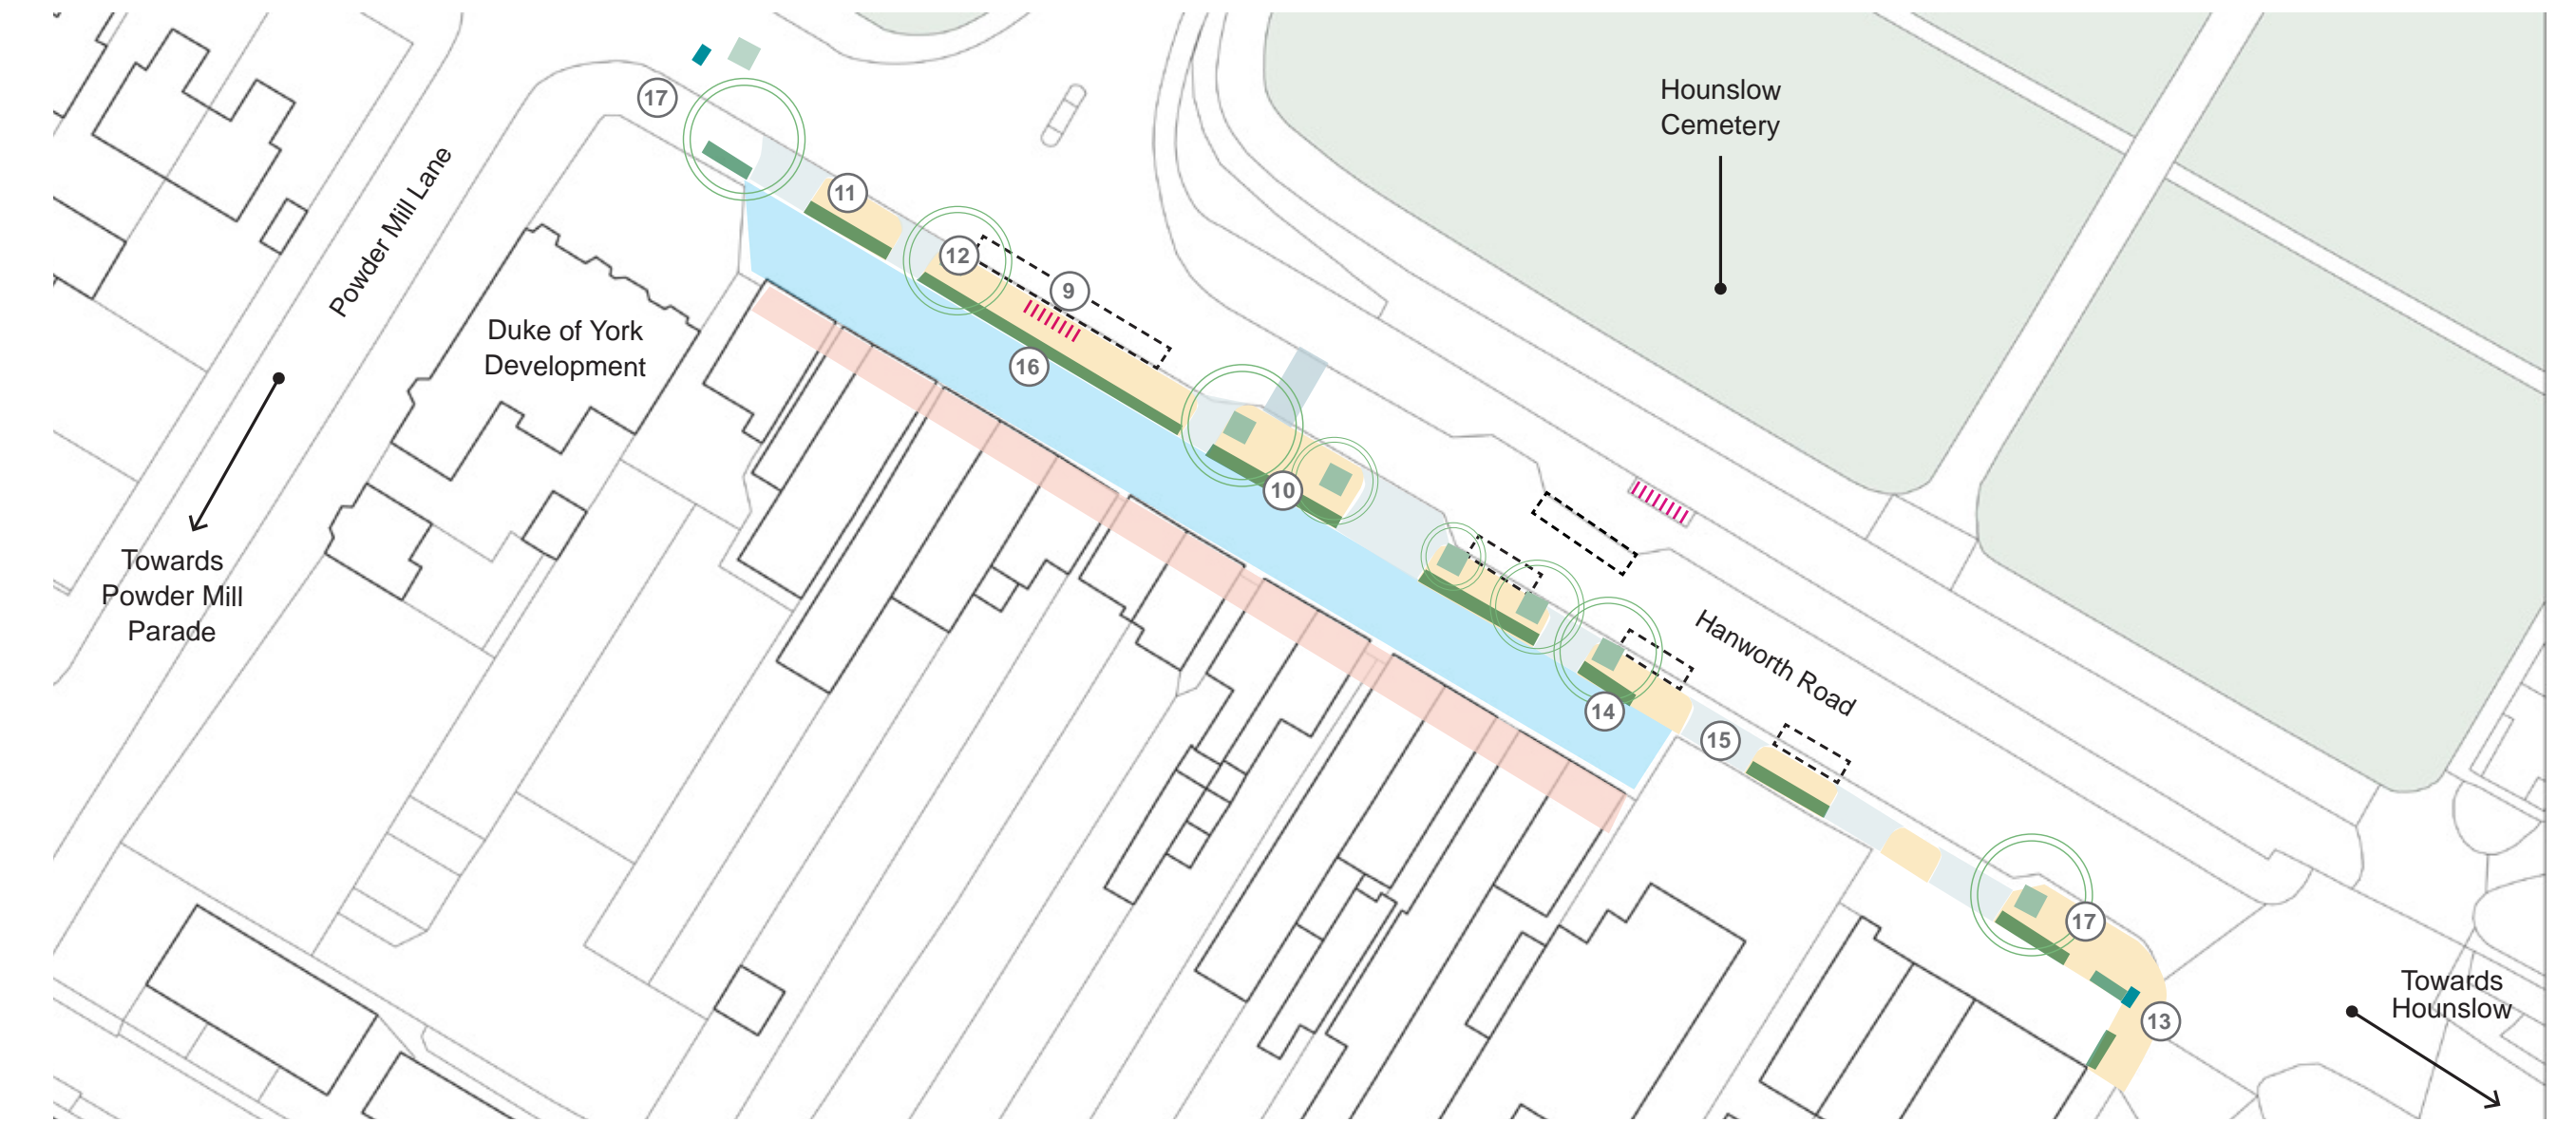 17
Hounslow
Cemetery
11
Powder Mill Lane
12
9
Duke of York
Development
16
10
Towards
Powder Mill
Parade
Hanworth Road
14
15
17
Towards
Hounslow
13